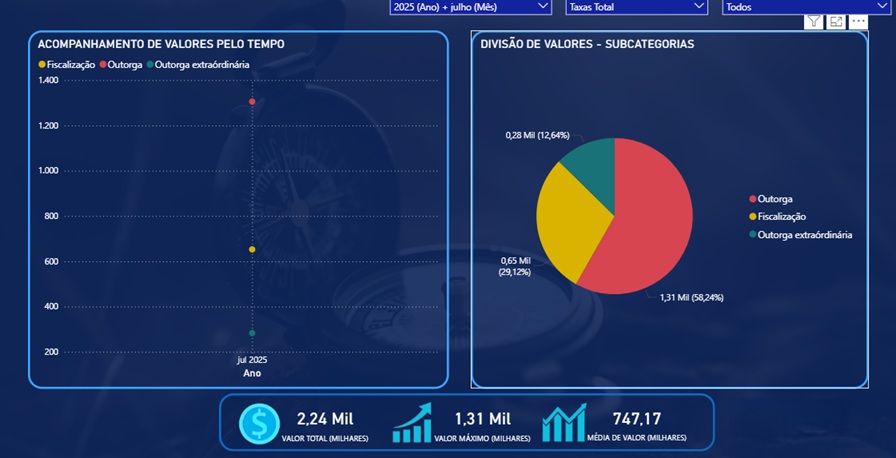 2025 (Ano) + julho (Mês)
Taxas Total
Todos
ACOMPANHAMENTO DE VALORES PELO TEMPO
Fiscalização Outorga Outorga extraórdinária
1.400
1.200
1.000
800
600
400
200
jul 2025
Ano
DIVISÃO DE VALORES - SUBCATEGORIAS
0,28 Mil (12,64%)
0,65 Mil
(29,12%)
1,31 Mil (58,24%)
Outorga
Fiscalização
Outorga extraórdinária
2,24 Mil
VALOR TOTAL (MILHARES)
1,31 Mil
VALOR MÁXIMO (MILHARES)
747,17
MÉDIA DE VALOR (MILHARES)